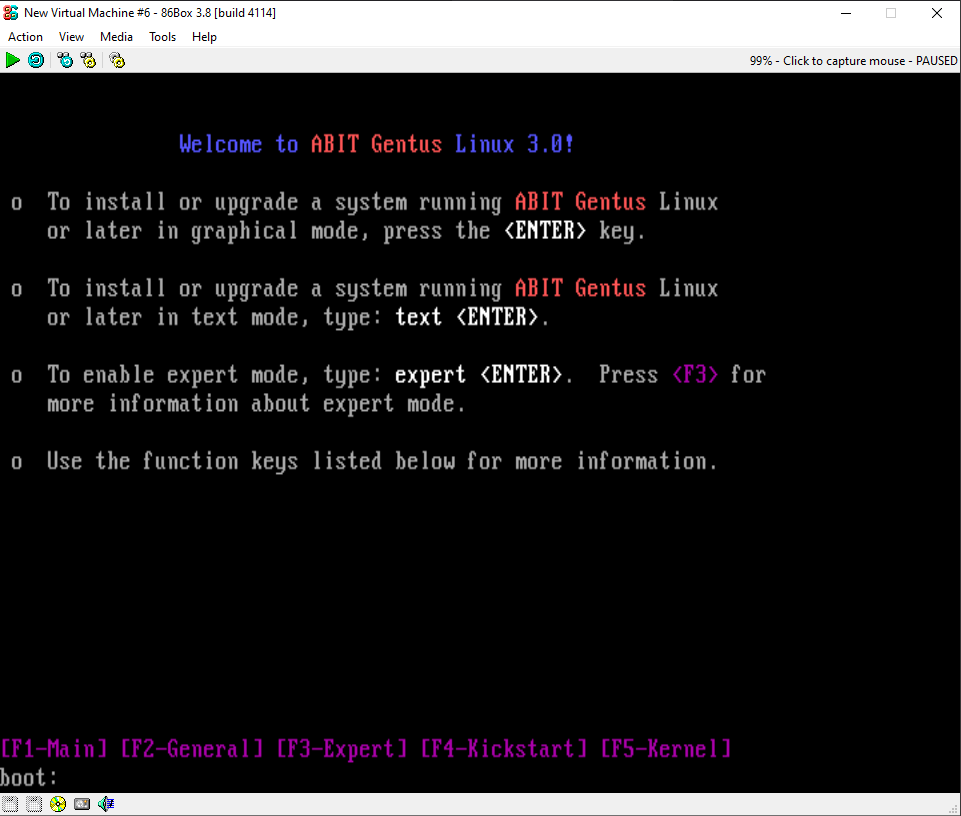 New Virtual Machine #6 - 86Box 3.8 [build 4114]
Action View Media Tools Help
99% - Click to capture mouse - PAUSED
Welcome to ABIT Gentus Linux 3.0!
o To install or upgrade a system running ABIT Gentus Linux
or later in graphical mode, press the <ENTER> key.
o To install or upgrade a system running ABIT Gentus Linux
or later in text mode, type: text <ENTER>.
o To enable expert mode, type: expert <ENTER>. Press <F3> for
more information about expert mode.
o Use the function keys listed below for more information.
[F1-Main] [F2-General] [F3-Expert] [F4-Kickstart] [F5-Kernel]
boot: